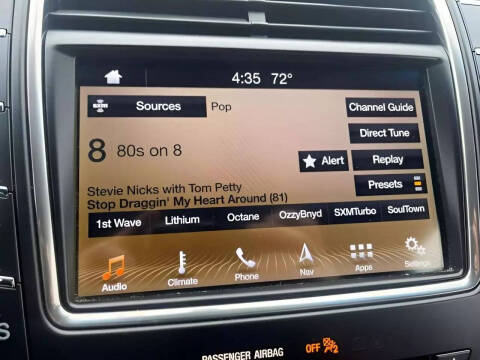 4:35 72°
Sources Pop Channel Guide
Direct Tune
8 80s on 8
Alert Replay
Presets
Stevie Nicks with Tom Petty
Stop Draggin' My Heart Around (81)
1st Wave Lithium Octane OzzyBnyd SXMTurbo SoulTown
Audio Climate Phone Nav Apps Settings
PASSENGER AIRBAG OFF